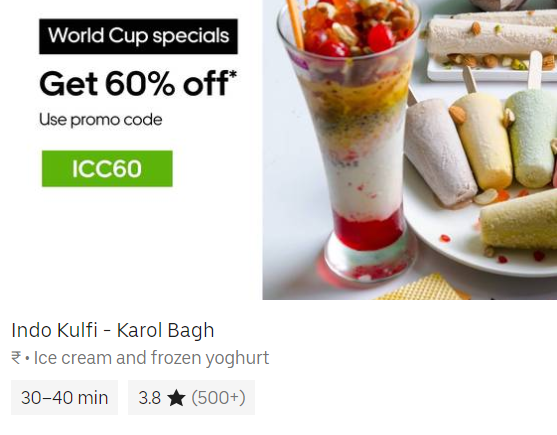 World Cup specials
Get 60% off*
Use promo code
ICC60
Indo Kulfi - Karol Bagh
₹ • Ice cream and frozen yoghurt
30–40 min
3.8 ★ (500+)